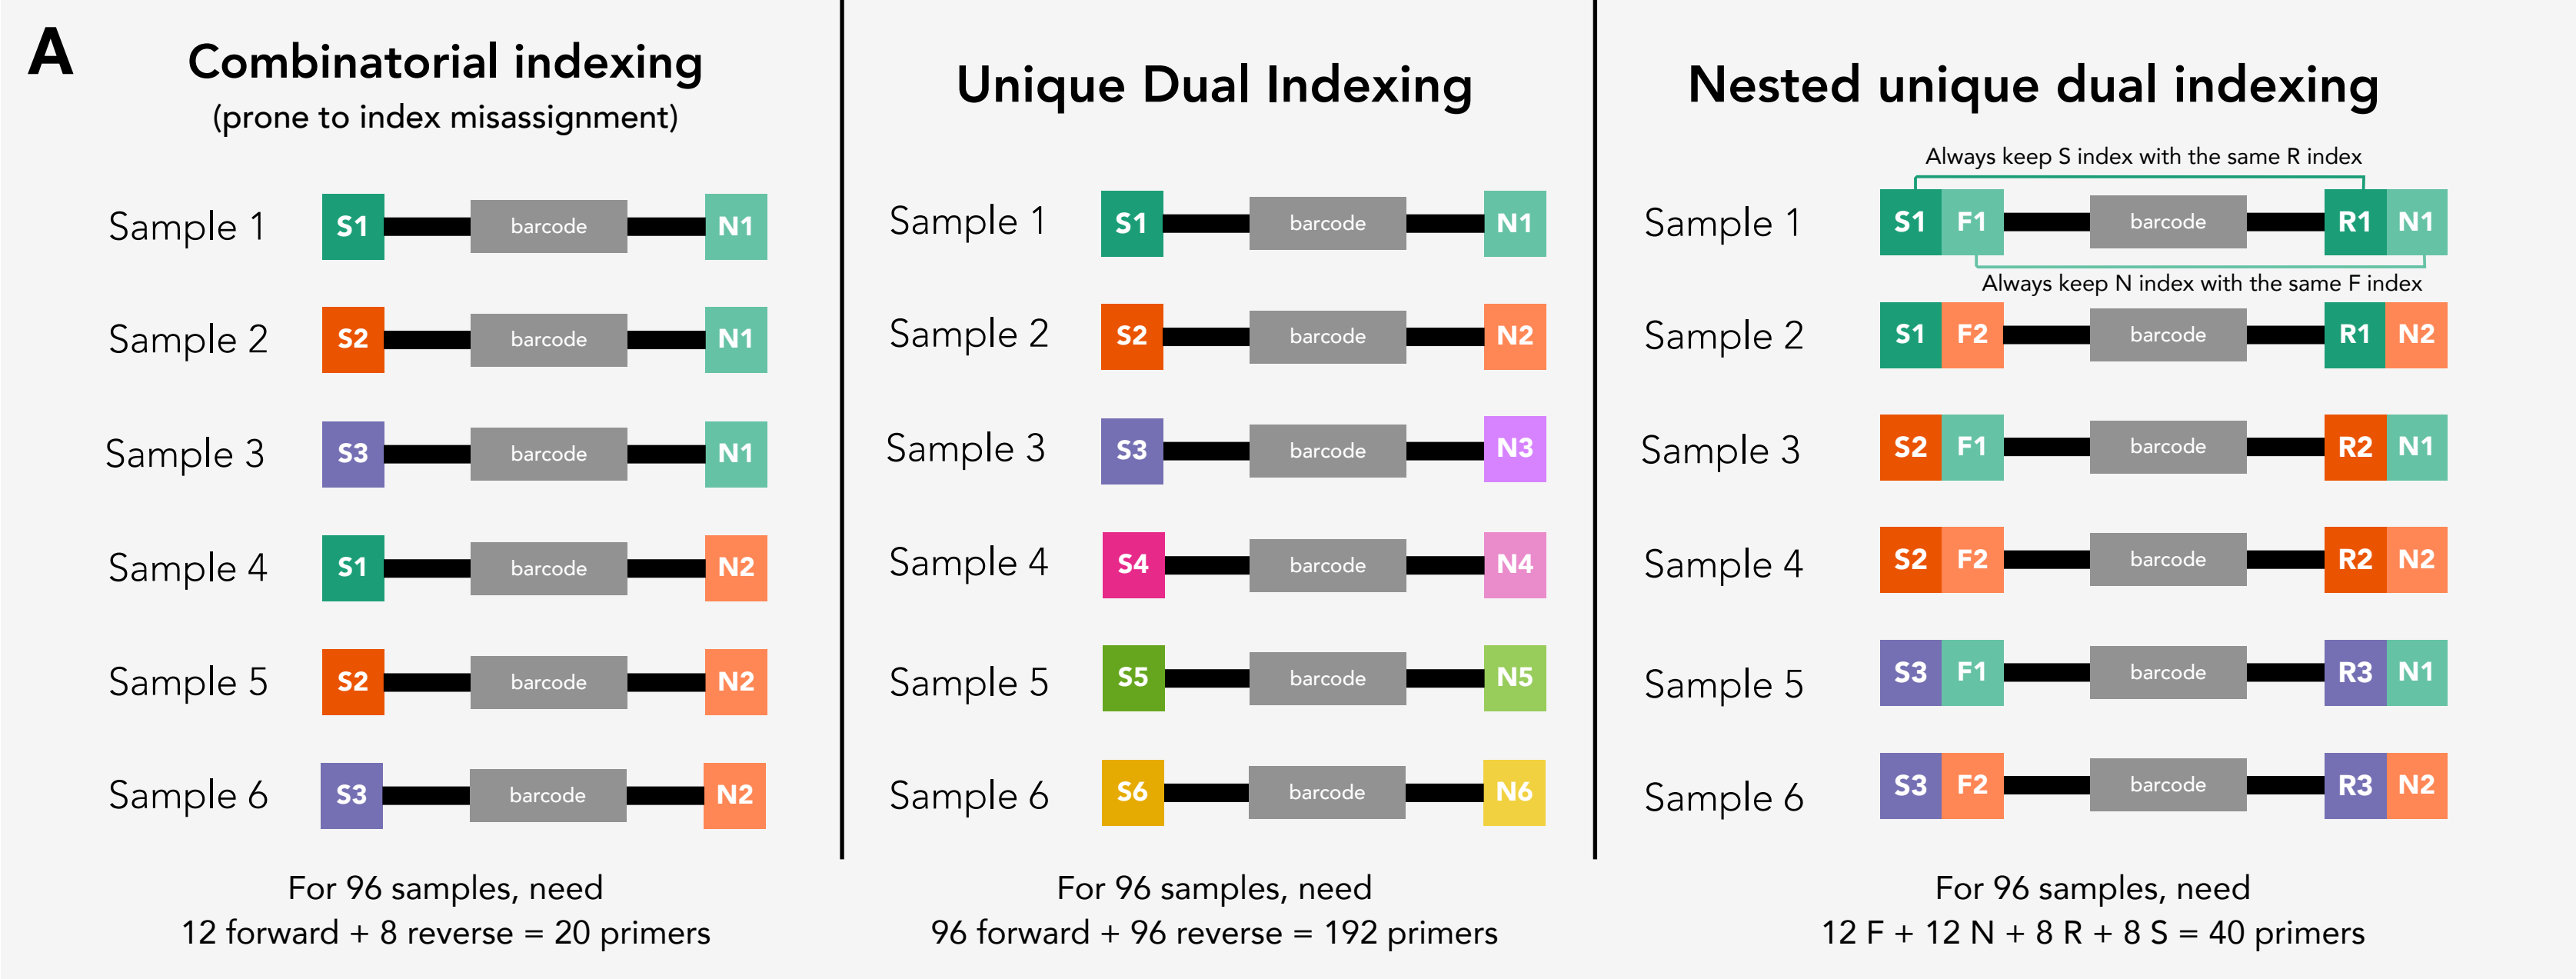 A
Combinatorial indexing
(prone to index misassignment)
Sample 1 S1 barcode N1
Sample 2 S2 barcode N1
Sample 3 S3 barcode N1
Sample 4 S1 barcode N2
Sample 5 S2 barcode N2
Sample 6 S3 barcode N2
For 96 samples, need
12 forward + 8 reverse = 20 primers
Unique Dual Indexing
Sample 1 S1 barcode N1
Sample 2 S2 barcode N2
Sample 3 S3 barcode N3
Sample 4 S4 barcode N4
Sample 5 S5 barcode N5
Sample 6 S6 barcode N6
For 96 samples, need
96 forward + 96 reverse = 192 primers
Nested unique dual indexing
Always keep S index with the same R index
Sample 1 S1 F1 barcode R1 N1
Always keep N index with the same F index
Sample 2 S1 F2 barcode R1 N2
Sample 3 S2 F1 barcode R2 N1
Sample 4 S2 F2 barcode R2 N2
Sample 5 S3 F1 barcode R3 N1
Sample 6 S3 F2 barcode R3 N2
For 96 samples, need
12 F + 12 N + 8 R + 8 S = 40 primers